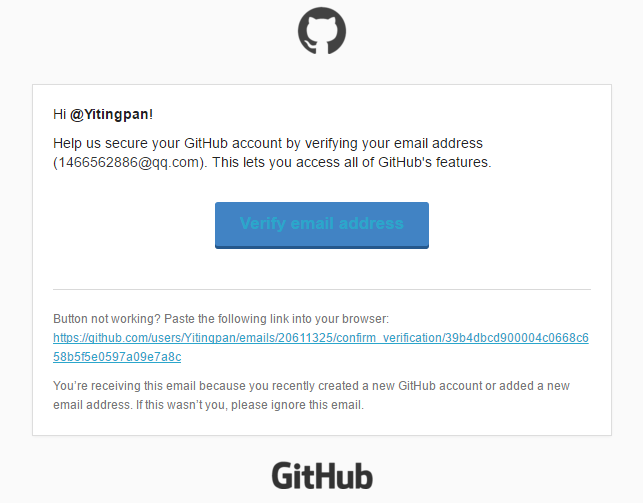 Hi @Yitingpan!
Help us secure your GitHub account by verifying your email address
(1466562886@qq.com). This lets you access all of GitHub's features.
Verify email address
Button not working? Paste the following link into your browser:
https://github.com/users/Yitingpan/emails/20611325/confirm_verification/39b4dbcd900004c0668c6
58b5f5e0597a09e7a8c
You're receiving this email because you recently created a new GitHub account or added a new
email address. If this wasn't you, please ignore this email.
GitHub